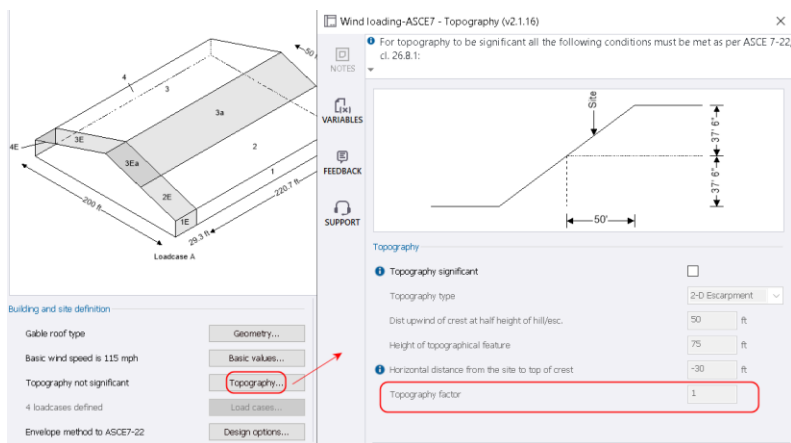 4
3
3a
50
3E
4E
3Ea
2
1
2E
1E
200 ft
29.3 ft
220.7 ft
Loadcase A
Building and site definition
Gable roof type
Geometry...
Basic wind speed is 115 mph
Basic values...
Topography not significant
Topography...
4 loadcases defined
Load cases...
Envelope method to ASCE7-22
Design options...
Wind loading-ASCE7 - Topography (v2.1.16)
NOTES
VARIABLES
FEEDBACK
SUPPORT
For topography to be significant all the following conditions must be met as per ASCE 7-22,
cl. 26.8.1:
Site
37' 6"
37' 6"
50'
Topography
Topography significant
Topography type
2-D Escarpment
Dist upwind of crest at half height of hill/esc.
50
ft
Height of topographical feature
75
ft
Horizontal distance from the site to top of crest
-30
ft
Topography factor
1